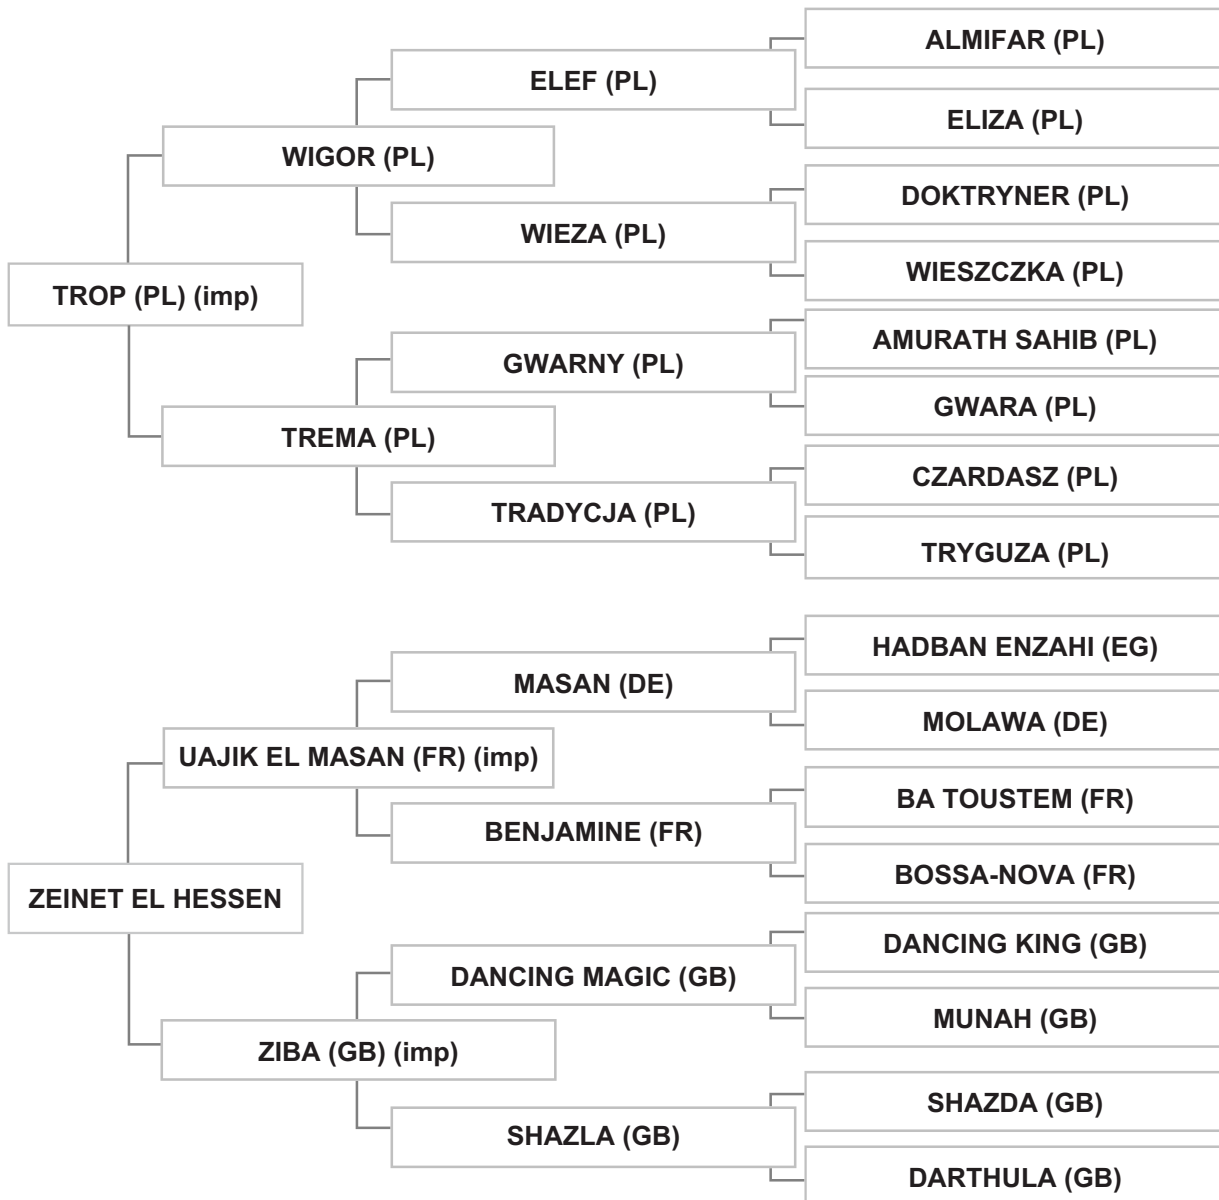 ALMIFAR (PL)
ELEF (PL)
ELIZA (PL)
WIGOR (PL)
DOKTRYNER (PL)
WIEZA (PL)
WIESZCZKA (PL)
TROP (PL) (imp)
AMURATH SAHIB (PL)
GWARNY (PL)
GWARA (PL)
TREMA (PL)
CZARDASZ (PL)
TRADYCJA (PL)
TRYGUZA (PL)
HADBAN ENZAHI (EG)
MASAN (DE)
MOLAWA (DE)
UAJIK EL MASAN (FR) (imp)
BA TOUSTEM (FR)
BENJAMINE (FR)
BOSSA-NOVA (FR)
ZEINET EL HESSEN
DANCING KING (GB)
DANCING MAGIC (GB)
MUNAH (GB)
ZIBA (GB) (imp)
SHAZDA (GB)
SHAZLA (GB)
DARTHULA (GB)